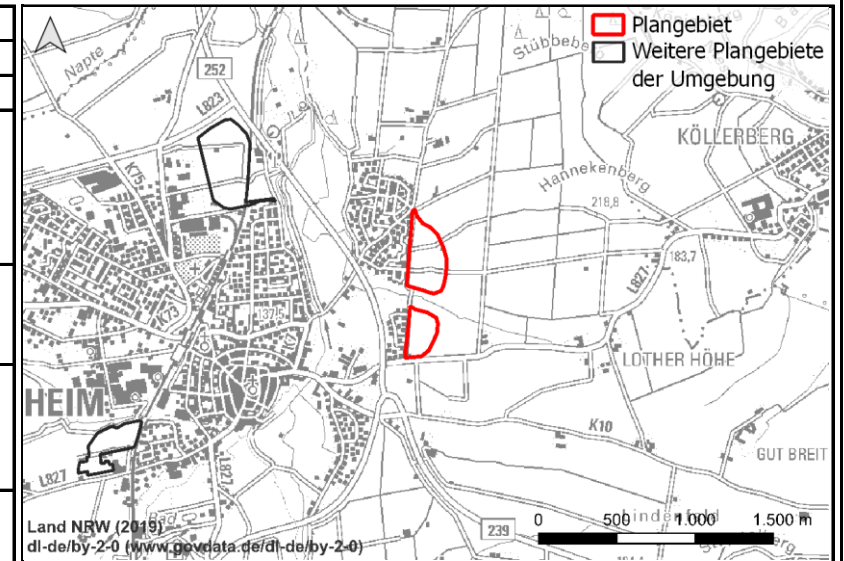 Plangebiet
Weitere Plangebiete
der Umgebung
Napte
252
L823
K75
KÖLLERBERG
Hannekenberg
218,8
183,7
L827
K73
137,5
LOTHER HÖHE
HEIM
K10
GUT BREIT
L827
L827
239
Lindenfeld
0 500 1.000 1.500 m
Land NRW (2019)
dl-de/by-2-0 (www.govdata.de/dl-de/by-2-0)